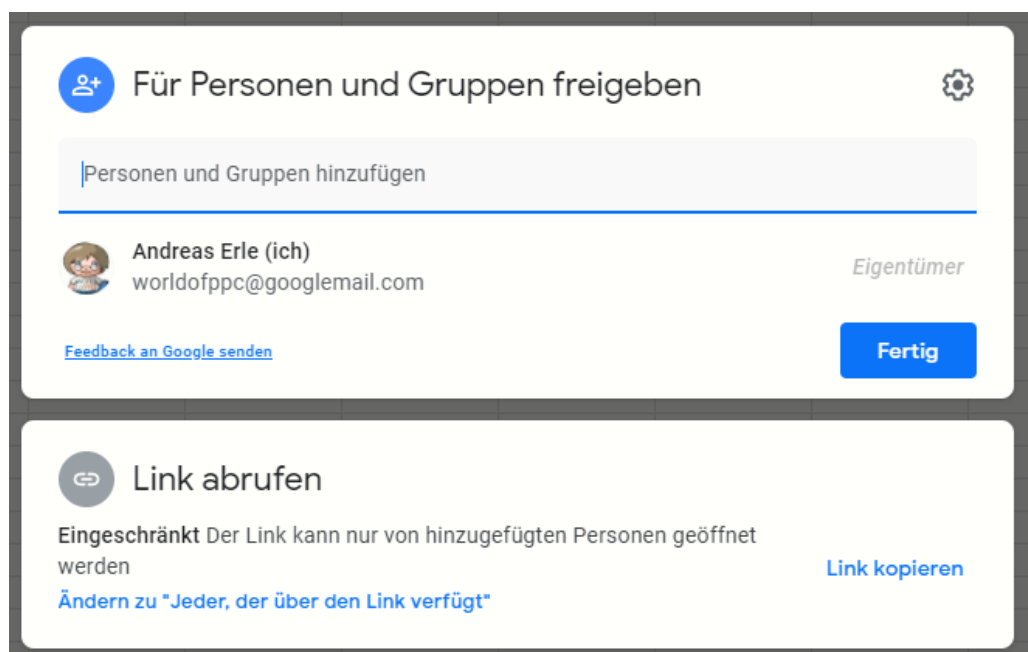 Für Personen und Gruppen freigeben
Personen und Gruppen hinzufügen
Andreas Erle (ich)
worldofppc@googlemail.com
Eigentümer
Feedback an Google senden
Fertig
Link abrufen
Eingeschränkt Der Link kann nur von hinzugefügten Personen geöffnet
werden
Link kopieren
Ändern zu "Jeder, der über den Link verfügt"